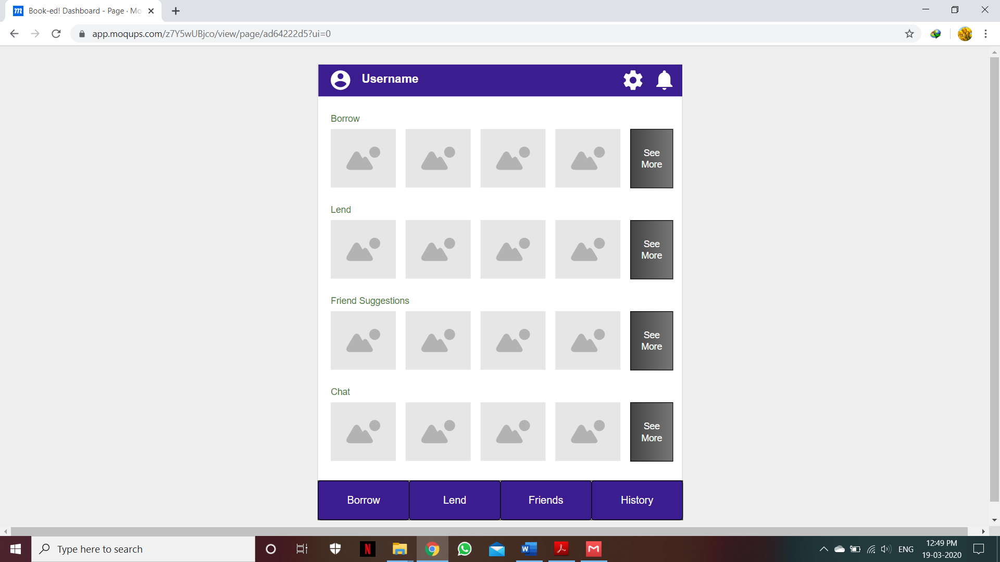 Book-ed! Dashboard - Page · Mo
app.moqups.com/z7Y5wUBjco/view/page/ad64222d5?ui=0
Username
Borrow
See
More
Lend
See
More
Friend Suggestions
See
More
Chat
See
More
Borrow
Lend
Friends
History
Type here to search
ENG
12:49 PM
19-03-2020